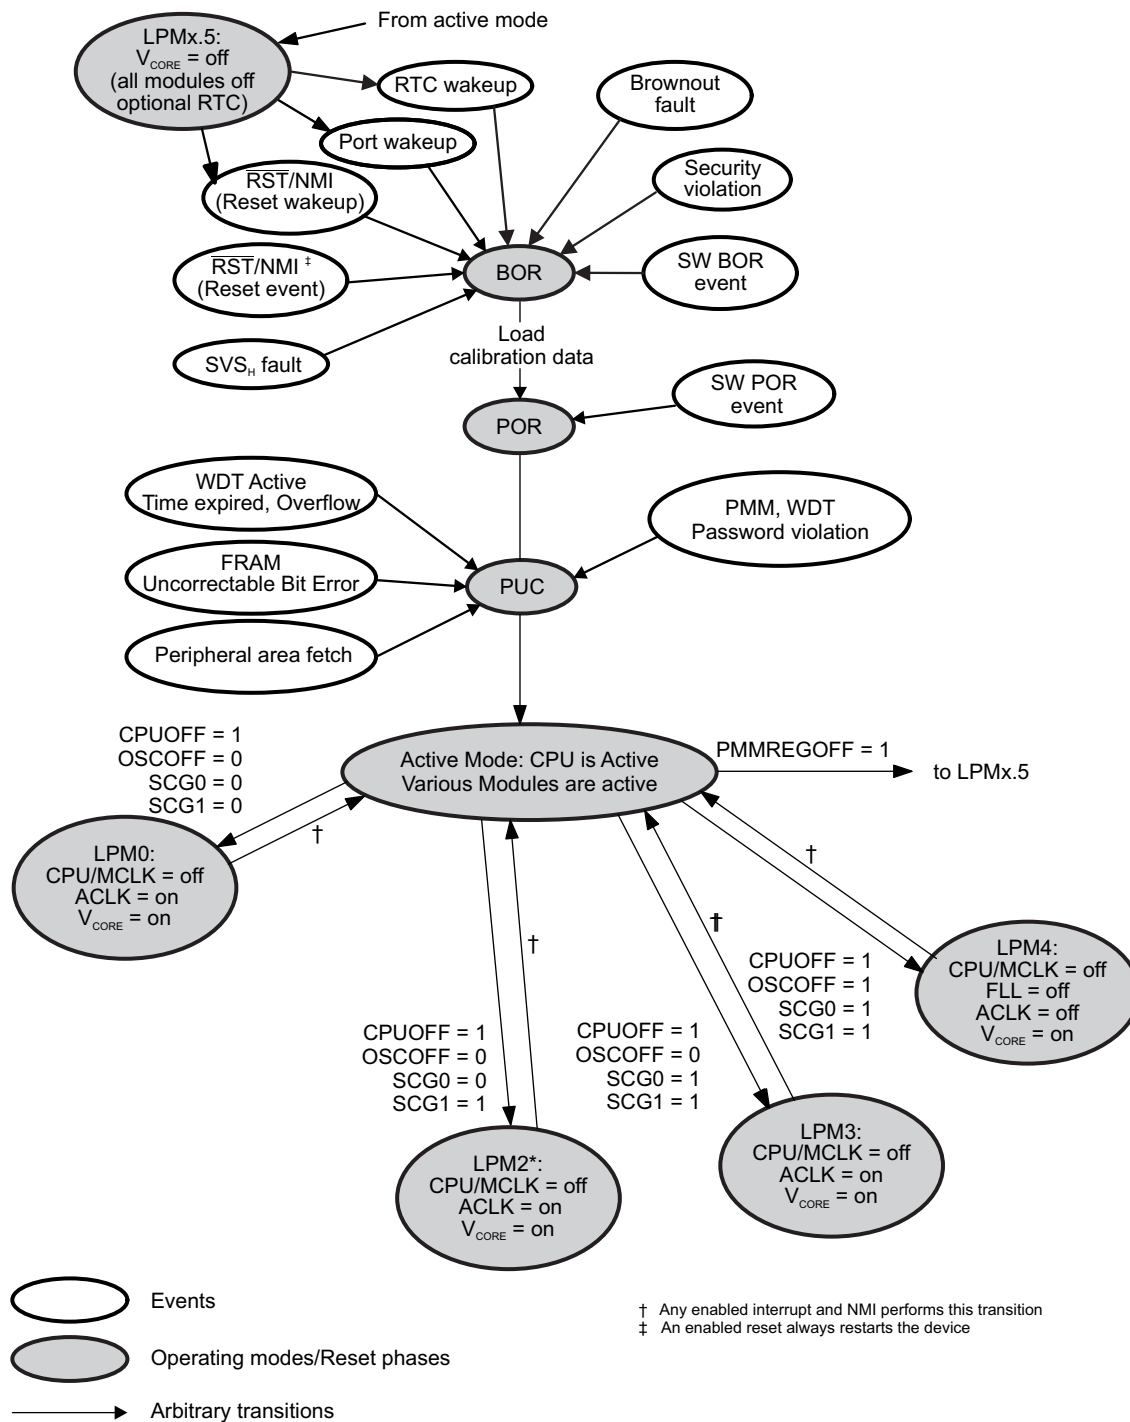 From active mode
LPMx.5:
VCORE = off
(all modules off
optional RTC)
RTC wakeup
Brownout
fault
Port wakeup
Security
violation
RST/NMI
(Reset wakeup)
RST/NMI ‡
(Reset event)
BOR
SW BOR
event
SVSH fault
Load
calibration data
SW POR
event
POR
WDT Active
Time expired, Overflow
PMM, WDT
Password violation
FRAM
Uncorrectable Bit Error
PUC
Peripheral area fetch
CPUOFF = 1
OSCOFF = 0
SCG0 = 0
SCG1 = 0
Active Mode: CPU is Active
Various Modules are active
PMMREGOFF = 1
to LPMx.5
†
LPM0:
CPU/MCLK = off
ACLK = on
VCORE = on
†
†
†
CPUOFF = 1
OSCOFF = 1
SCG0 = 1
SCG1 = 1
LPM4:
CPU/MCLK = off
FLL = off
ACLK = off
VCORE = on
CPUOFF = 1
OSCOFF = 0
SCG0 = 0
SCG1 = 1
CPUOFF = 1
OSCOFF = 0
SCG0 = 1
SCG1 = 1
LPM2*:
CPU/MCLK = off
ACLK = on
VCORE = on
LPM3:
CPU/MCLK = off
ACLK = on
VCORE = on
Events
Operating modes/Reset phases
Arbitrary transitions
† Any enabled interrupt and NMI performs this transition
‡ An enabled reset always restarts the device